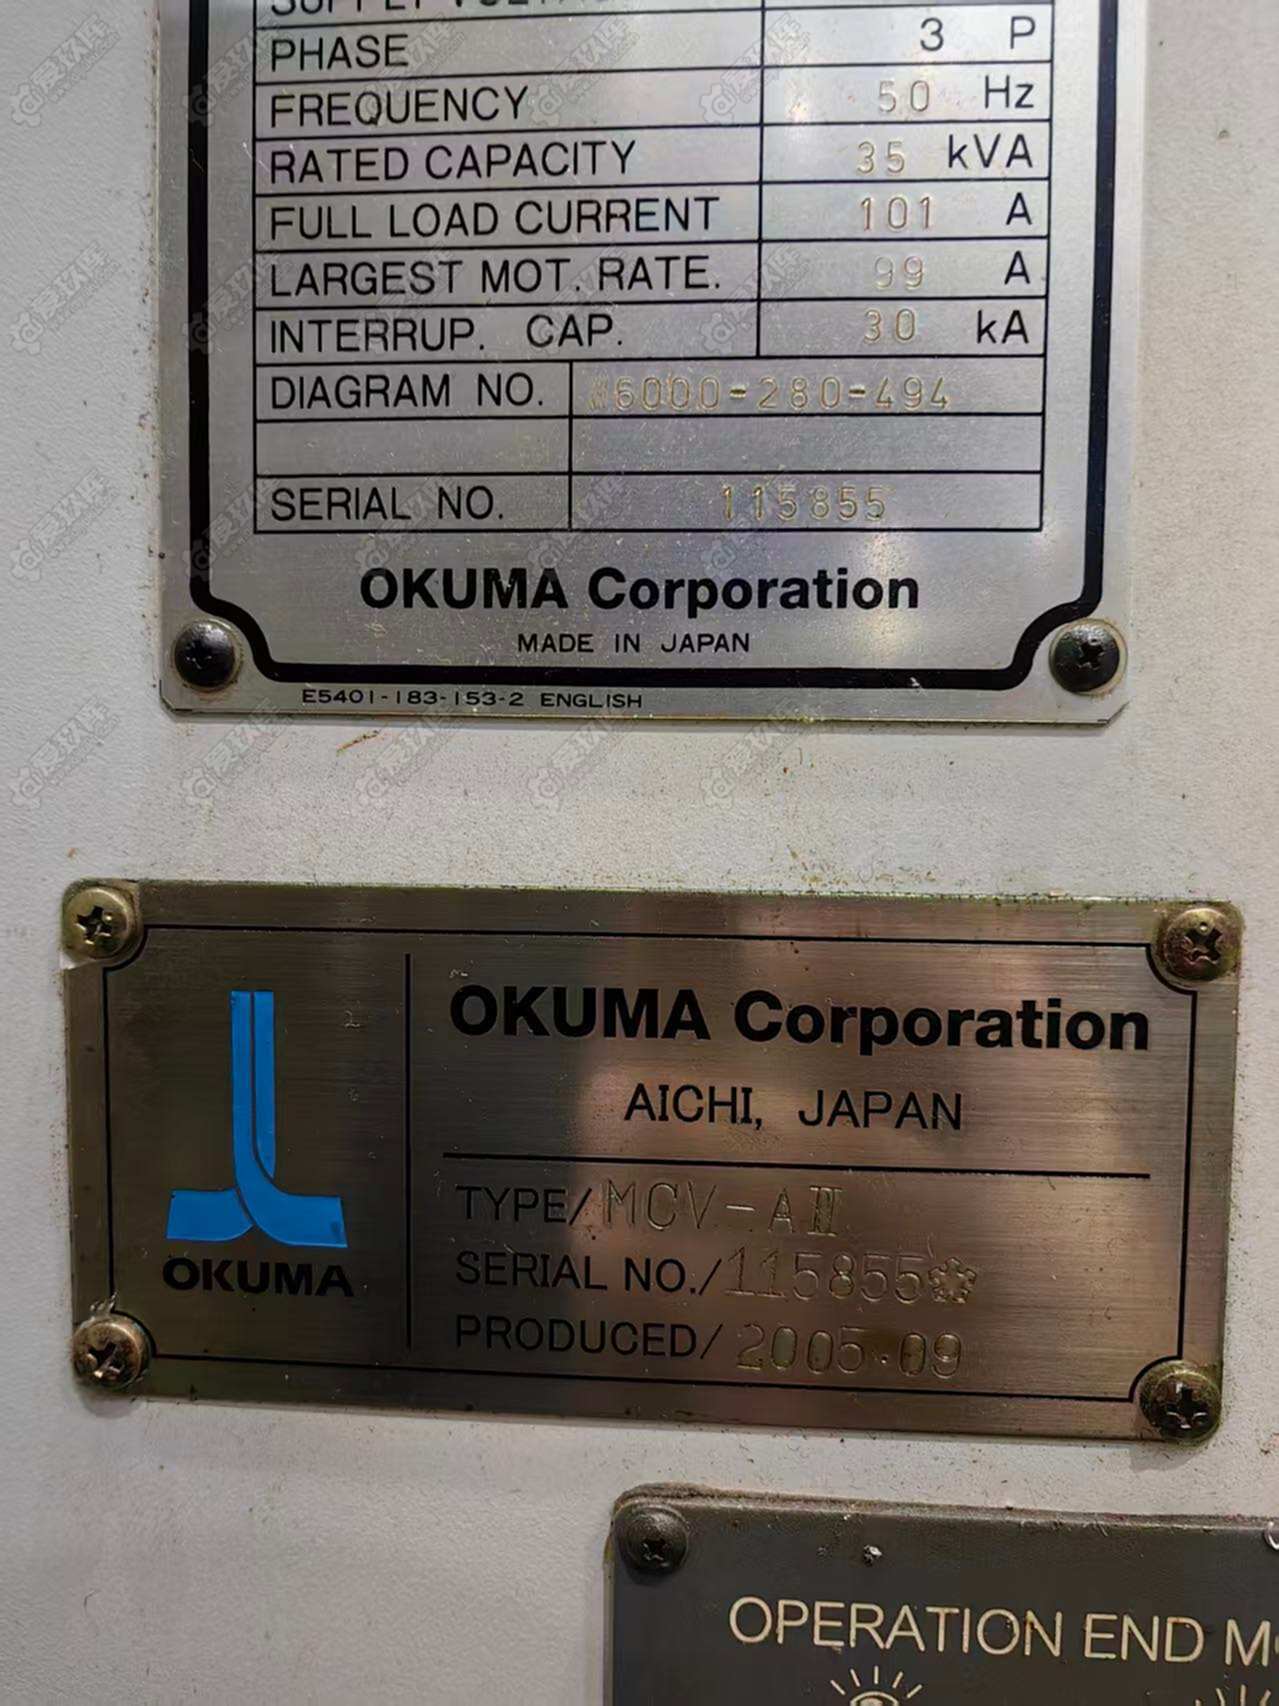 SUPPLY VOLTAGE
PHASE 3 P
FREQUENCY 50 Hz
RATED CAPACITY 35 kVA
FULL LOAD CURRENT 101 A
LARGEST MOT. RATE. 99 A
INTERRUP. CAP. 30 kA
DIAGRAM NO. #6000-280-494
SERIAL NO. 115855
OKUMA Corporation
MADE IN JAPAN
E5401-183-153-2 ENGLISH
OKUMA Corporation
AICHI, JAPAN
TYPE/MCV-AII
SERIAL NO./115855
PRODUCED/2005.09
OKUMA
OPERATION END